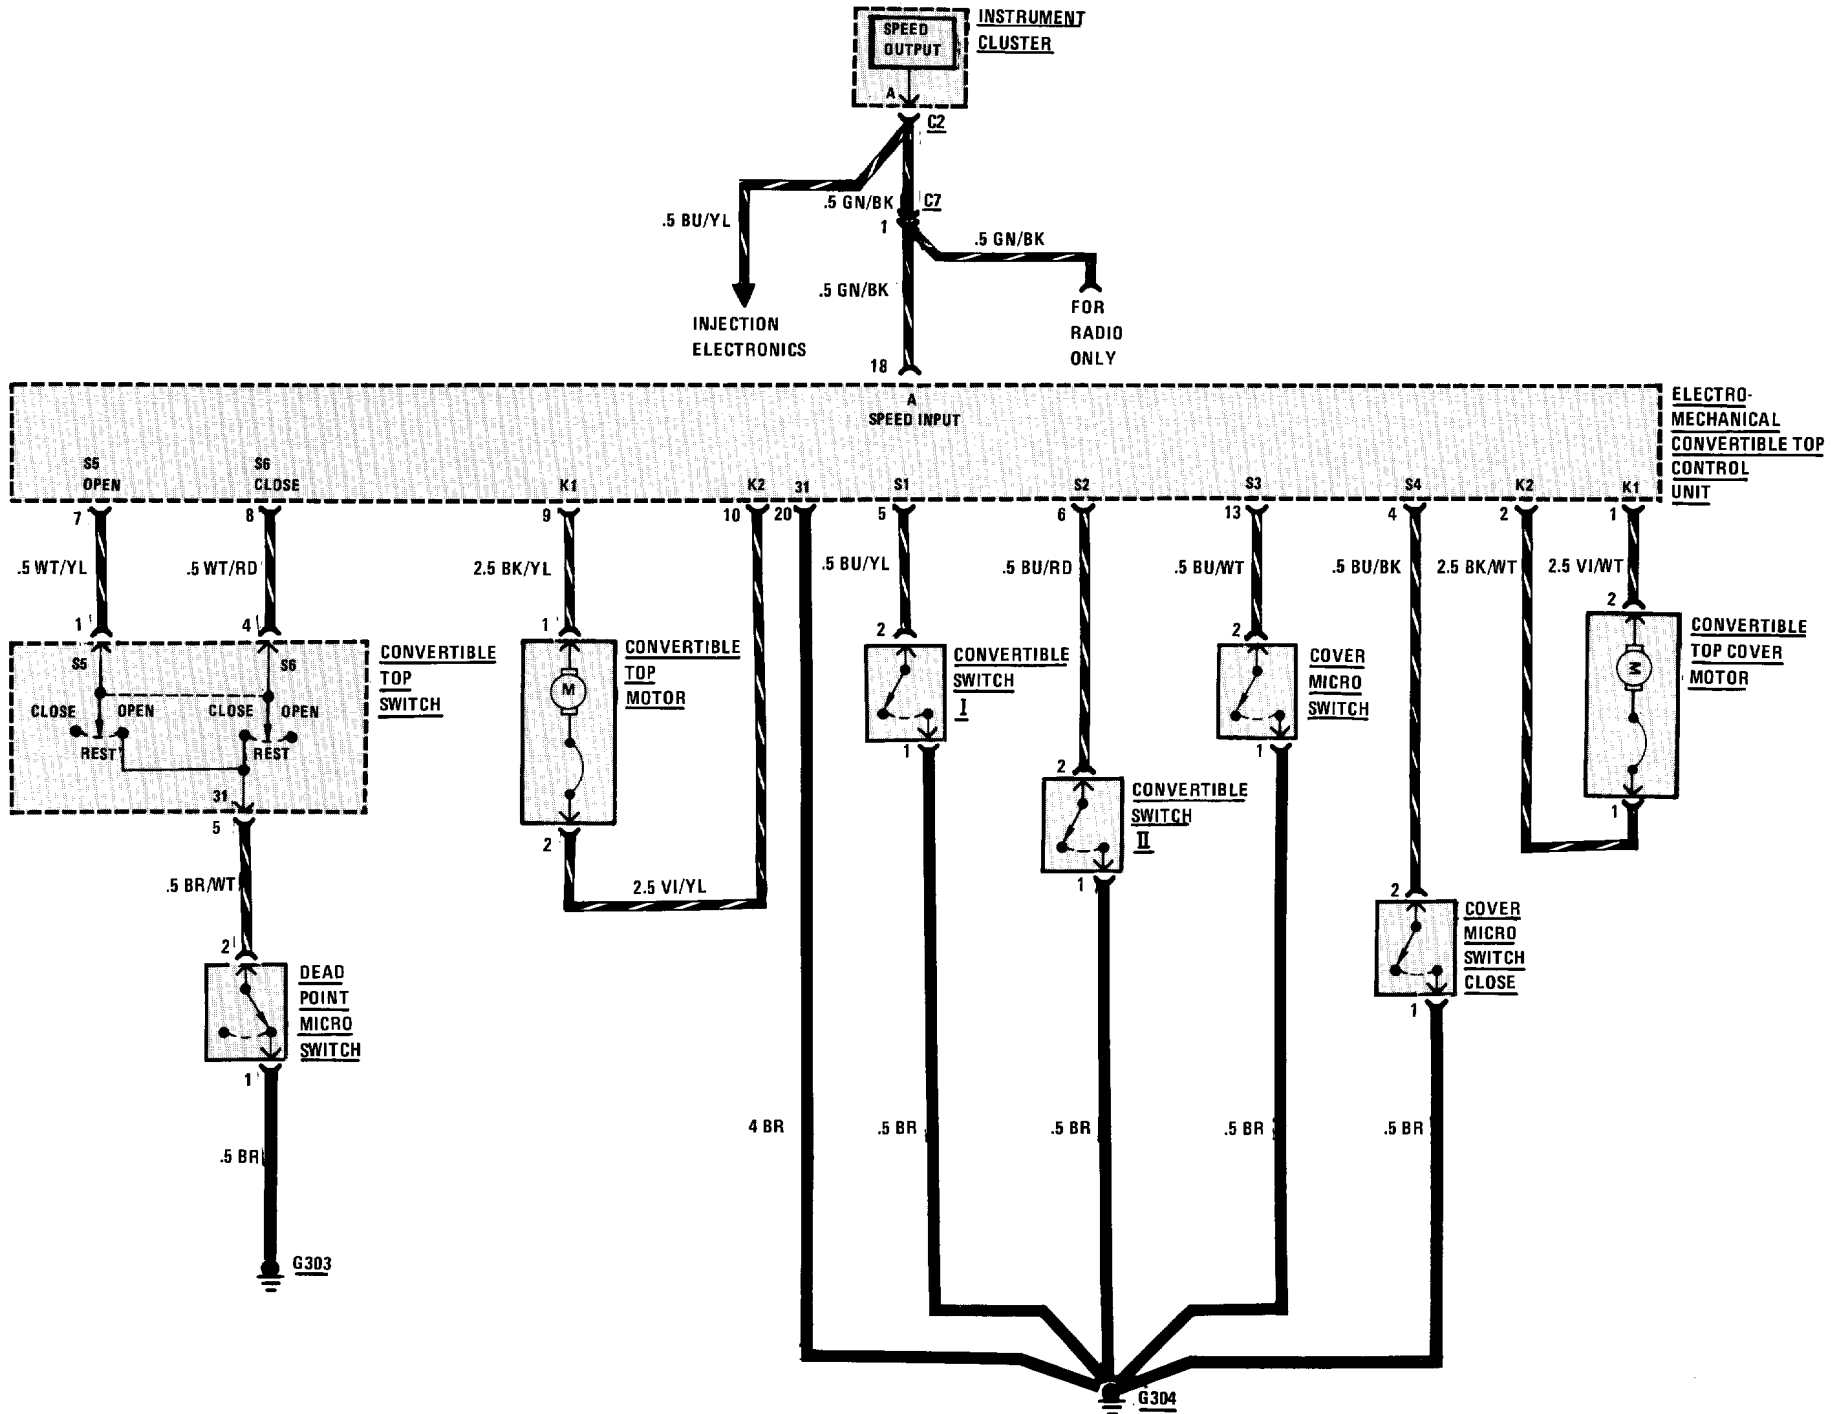 SPEED
OUTPUT
A
INSTRUMENT
CLUSTER
C2
.5 BU/YL
.5 GN/BK
C7
1
.5 GN/BK
.5 GN/BK
INJECTION
ELECTRONICS
FOR
RADIO
ONLY
18
A
SPEED INPUT
ELECTRO-
MECHANICAL
CONVERTIBLE TOP
CONTROL
UNIT
S5
OPEN
S6
CLOSE
K1
K2
31
S1
S2
S3
S4
K2
K1
7
8
9
10
20
5
6
13
4
2
1
.5 WT/YL
.5 WT/RD
2.5 BK/YL
.5 BU/YL
.5 BU/RD
.5 BU/WT
.5 BU/BK
2.5 BK/WT
2.5 VI/WT
1
4
S5
S6
CLOSE
OPEN
CLOSE
OPEN
REST
REST
31
5
CONVERTIBLE
TOP
SWITCH
1
M
2
CONVERTIBLE
TOP
MOTOR
2.5 VI/YL
2
1
CONVERTIBLE
SWITCH
I
2
1
CONVERTIBLE
SWITCH
II
2
1
COVER
MICRO
SWITCH
2
1
COVER
MICRO
SWITCH
CLOSE
2
M
1
CONVERTIBLE
TOP COVER
MOTOR
.5 BR/WT
2
1
DEAD
POINT
MICRO
SWITCH
.5 BR
4 BR
.5 BR
.5 BR
.5 BR
.5 BR
G303
G304